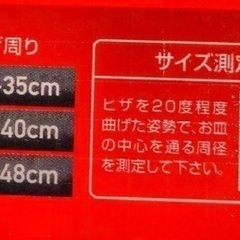 周り
-35cm
40cm
48cm
サイズ測定
ヒザを20度程度
曲げた姿勢で、お皿
の中心を通る周径
を測定して下さい。